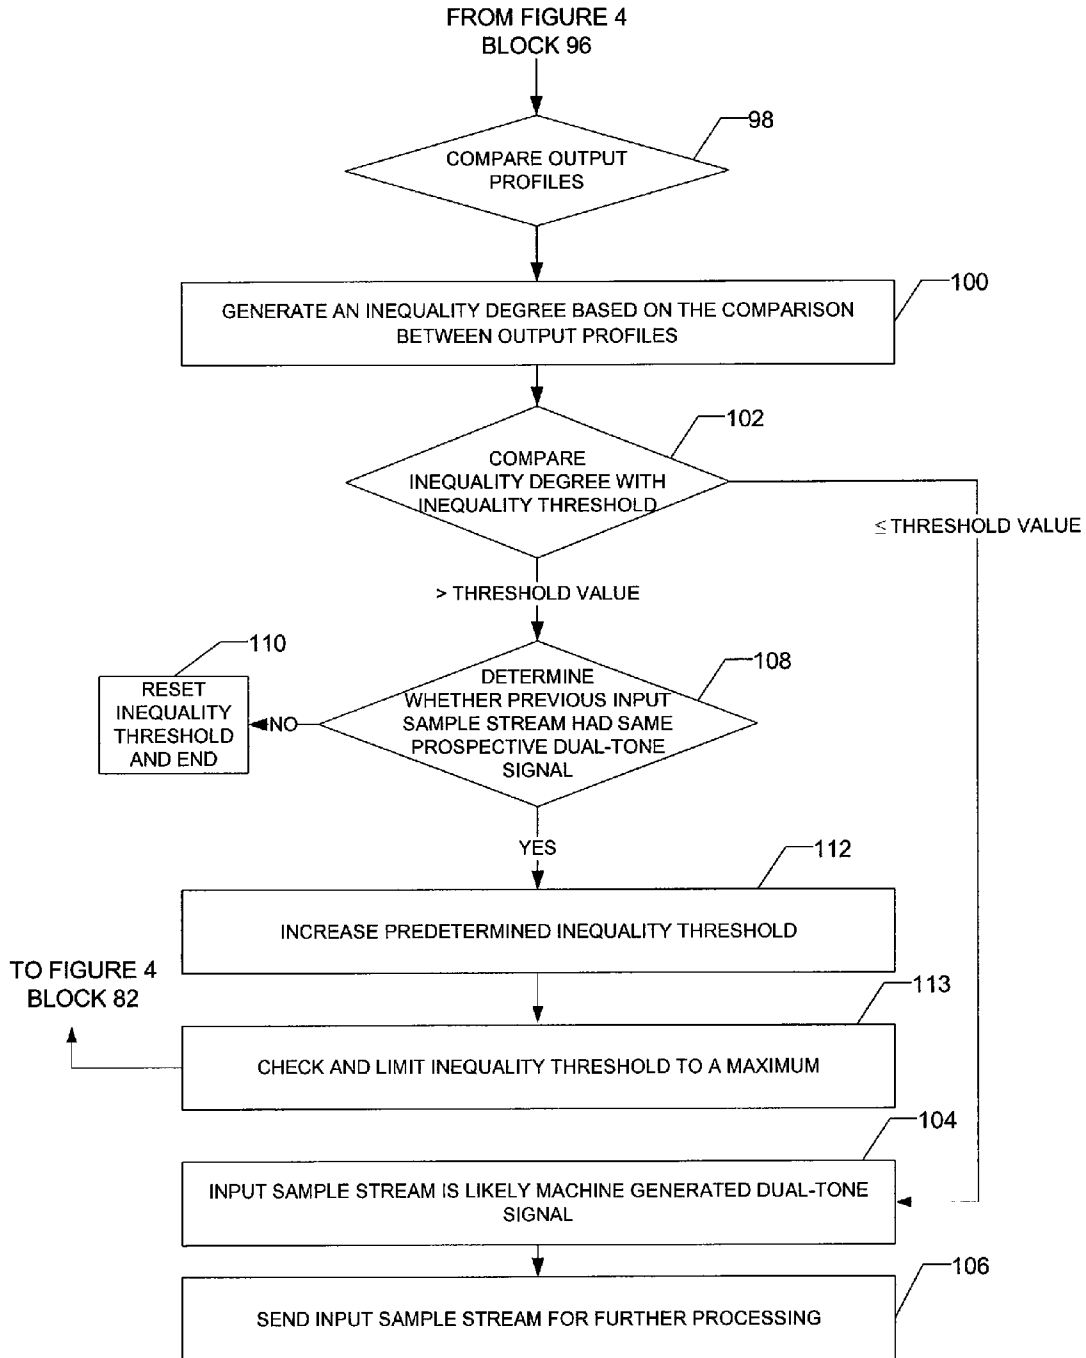 FROM FIGURE 4
BLOCK 96
98
COMPARE OUTPUT
PROFILES
100
GENERATE AN INEQUALITY DEGREE BASED ON THE COMPARISON
BETWEEN OUTPUT PROFILES
102
COMPARE
INEQUALITY DEGREE WITH
INEQUALITY THRESHOLD
≤ THRESHOLD VALUE
> THRESHOLD VALUE
110
108
RESET
INEQUALITY
THRESHOLD
AND END
NO
DETERMINE
WHETHER PREVIOUS INPUT
SAMPLE STREAM HAD SAME
PROSPECTIVE DUAL-TONE
SIGNAL
YES
112
INCREASE PREDETERMINED INEQUALITY THRESHOLD
TO FIGURE 4
BLOCK 82
113
CHECK AND LIMIT INEQUALITY THRESHOLD TO A MAXIMUM
104
INPUT SAMPLE STREAM IS LIKELY MACHINE GENERATED DUAL-TONE
SIGNAL
106
SEND INPUT SAMPLE STREAM FOR FURTHER PROCESSING